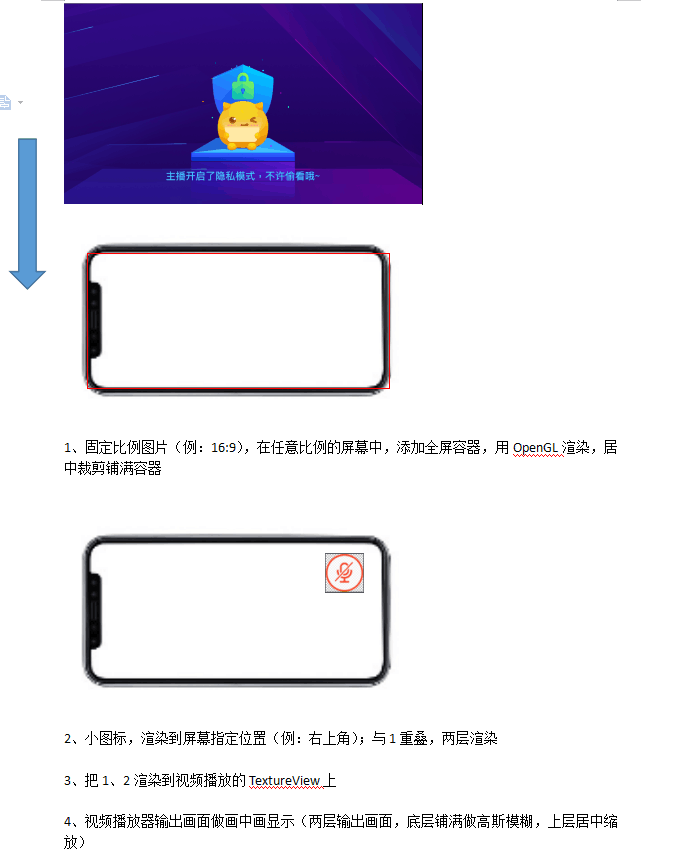 主播开启了隐私模式，不许偷看哦~
1、固定比例图片（例：16:9），在任意比例的屏幕中，添加全屏容器，用 OpenGL 渲染，居
中裁剪铺满容器
2、小图标，渲染到屏幕指定位置（例：右上角）；与 1 重叠，两层渲染
3、把 1、2 渲染到视频播放的 TextureView 上
4、视频播放器输出画面做画中画显示（两层输出画面，底层铺满做高斯模糊，上层居中缩
放）